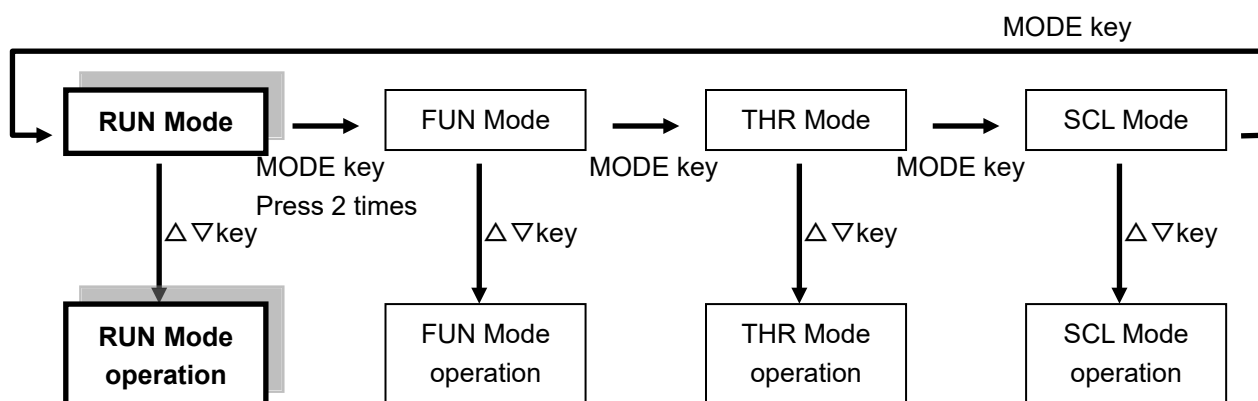 MODE key
RUN Mode
FUN Mode
THR Mode
SCL Mode
MODE key
Press 2 times
MODE key
MODE key
△▽key
△▽key
△▽key
△▽key
RUN Mode
operation
FUN Mode
operation
THR Mode
operation
SCL Mode
operation